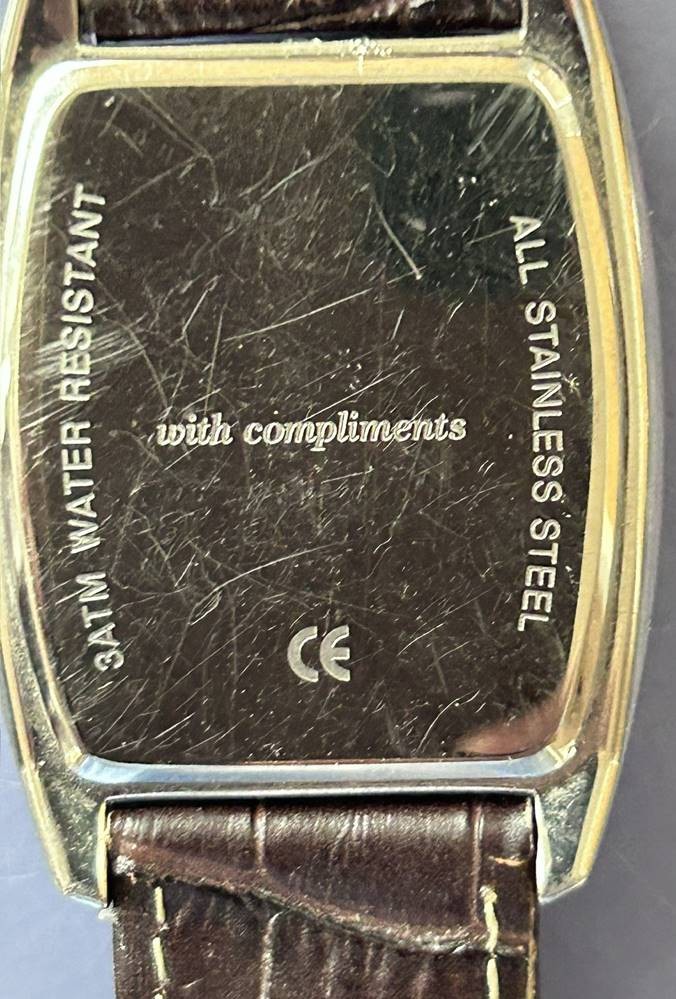 3ATM WATER RESISTANT
ALL STAINLESS STEEL
with compliments
CE